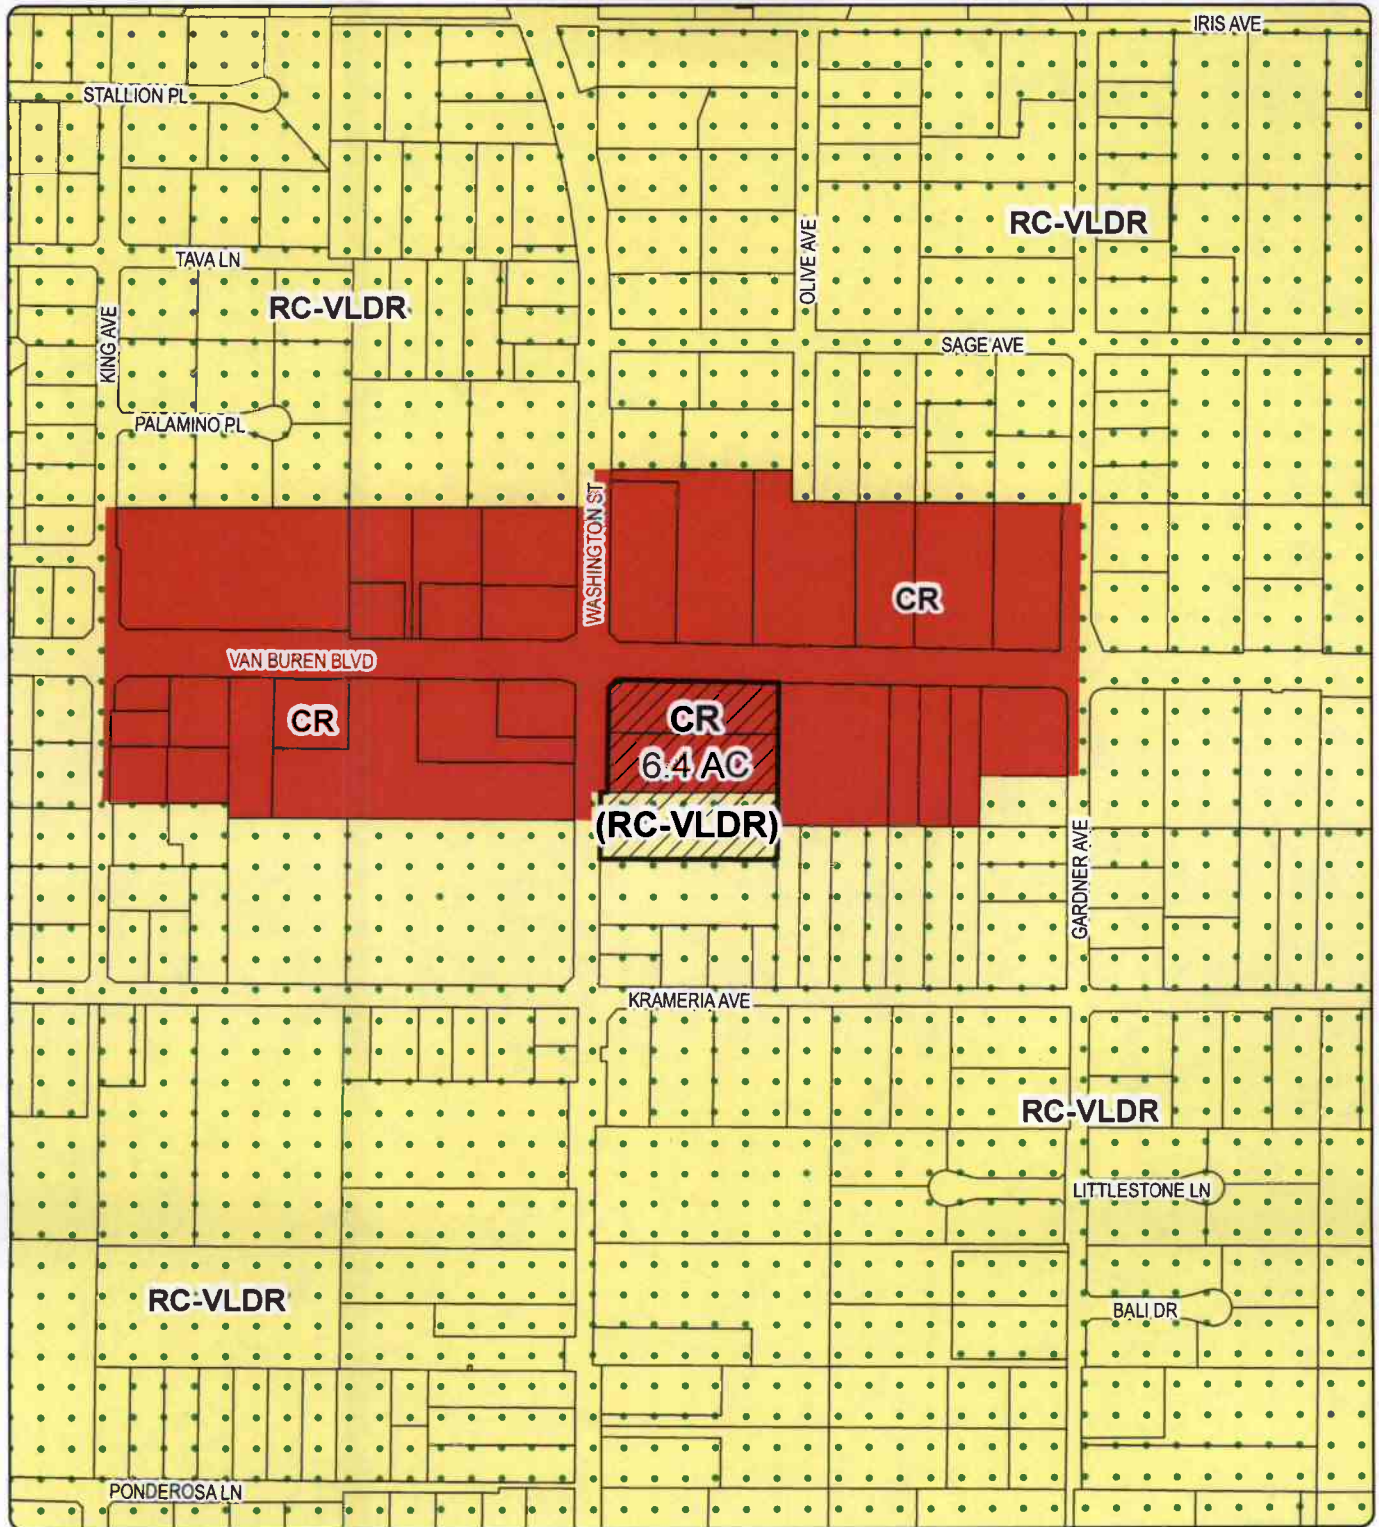 IRIS AVE
STALLION PL
RC-VLDR
OLIVE AVE
TAVA LN
RC-VLDR
KING AVE
SAGE AVE
PALAMINO PL
WASHINGTON ST
CR
VAN BUREN BLVD
CR
CR
6.4 AC
(RC-VLDR)
GARDNER AVE
KRAMERIA AVE
RC-VLDR
LITTLESTONE LN
RC-VLDR
BALI DR
PONDEROSA LN